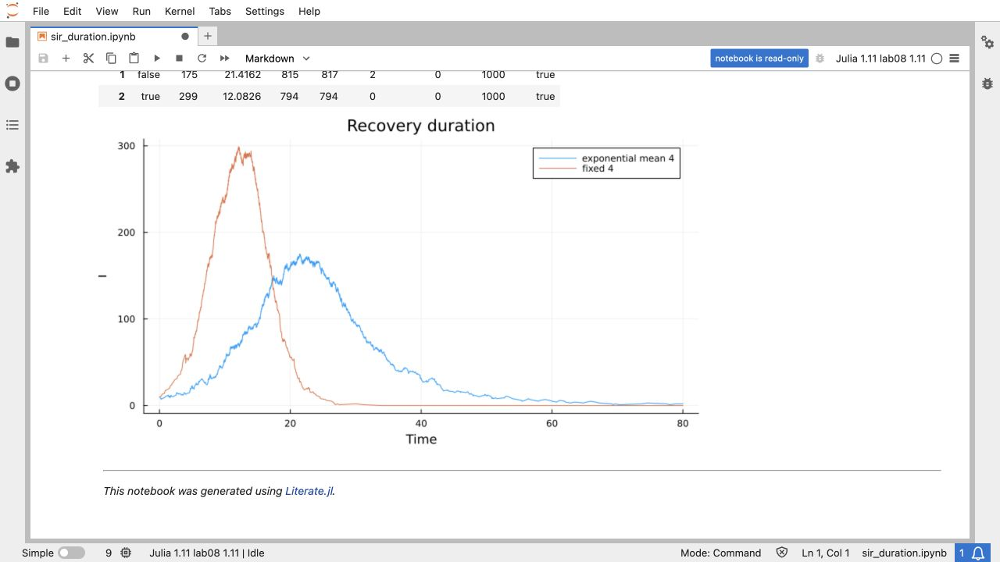 File Edit View Run Kernel Tabs Settings Help
sir_duration.ipynb
Markdown
notebook is read-only
Julia 1.11 lab08 1.11
1 false 175 21.4162 815 817 2 0 1000 true
2 true 299 12.0826 794 794 0 0 1000 true
Recovery duration
exponential mean 4
fixed 4
300
200
100
0
I
0 20 40 60 80
Time
This notebook was generated using Literate.jl.
Simple 9 Julia 1.11 lab08 1.11 | Idle Mode: Command Ln 1, Col 1 sir_duration.ipynb 1